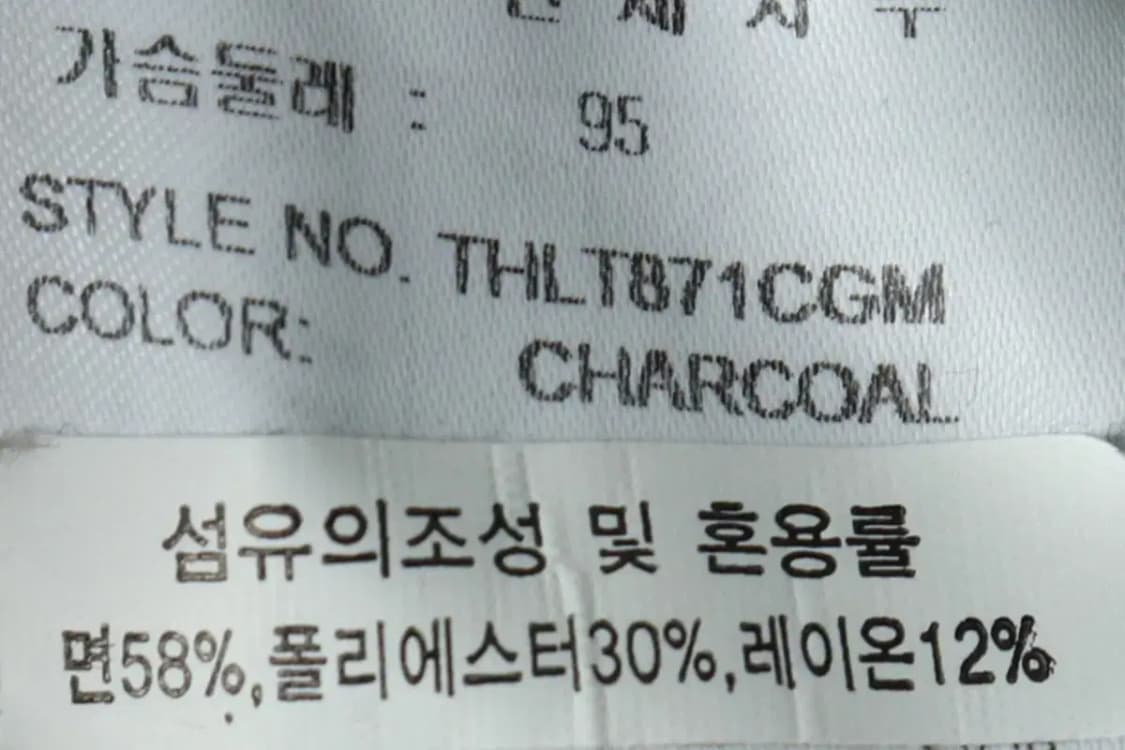 가슴둘레 : 95
STYLE NO. THLT871CGM
COLOR: CHARCOAL
섬유의조성 및 혼용률
면58%,폴리에스터30%,레이온12%